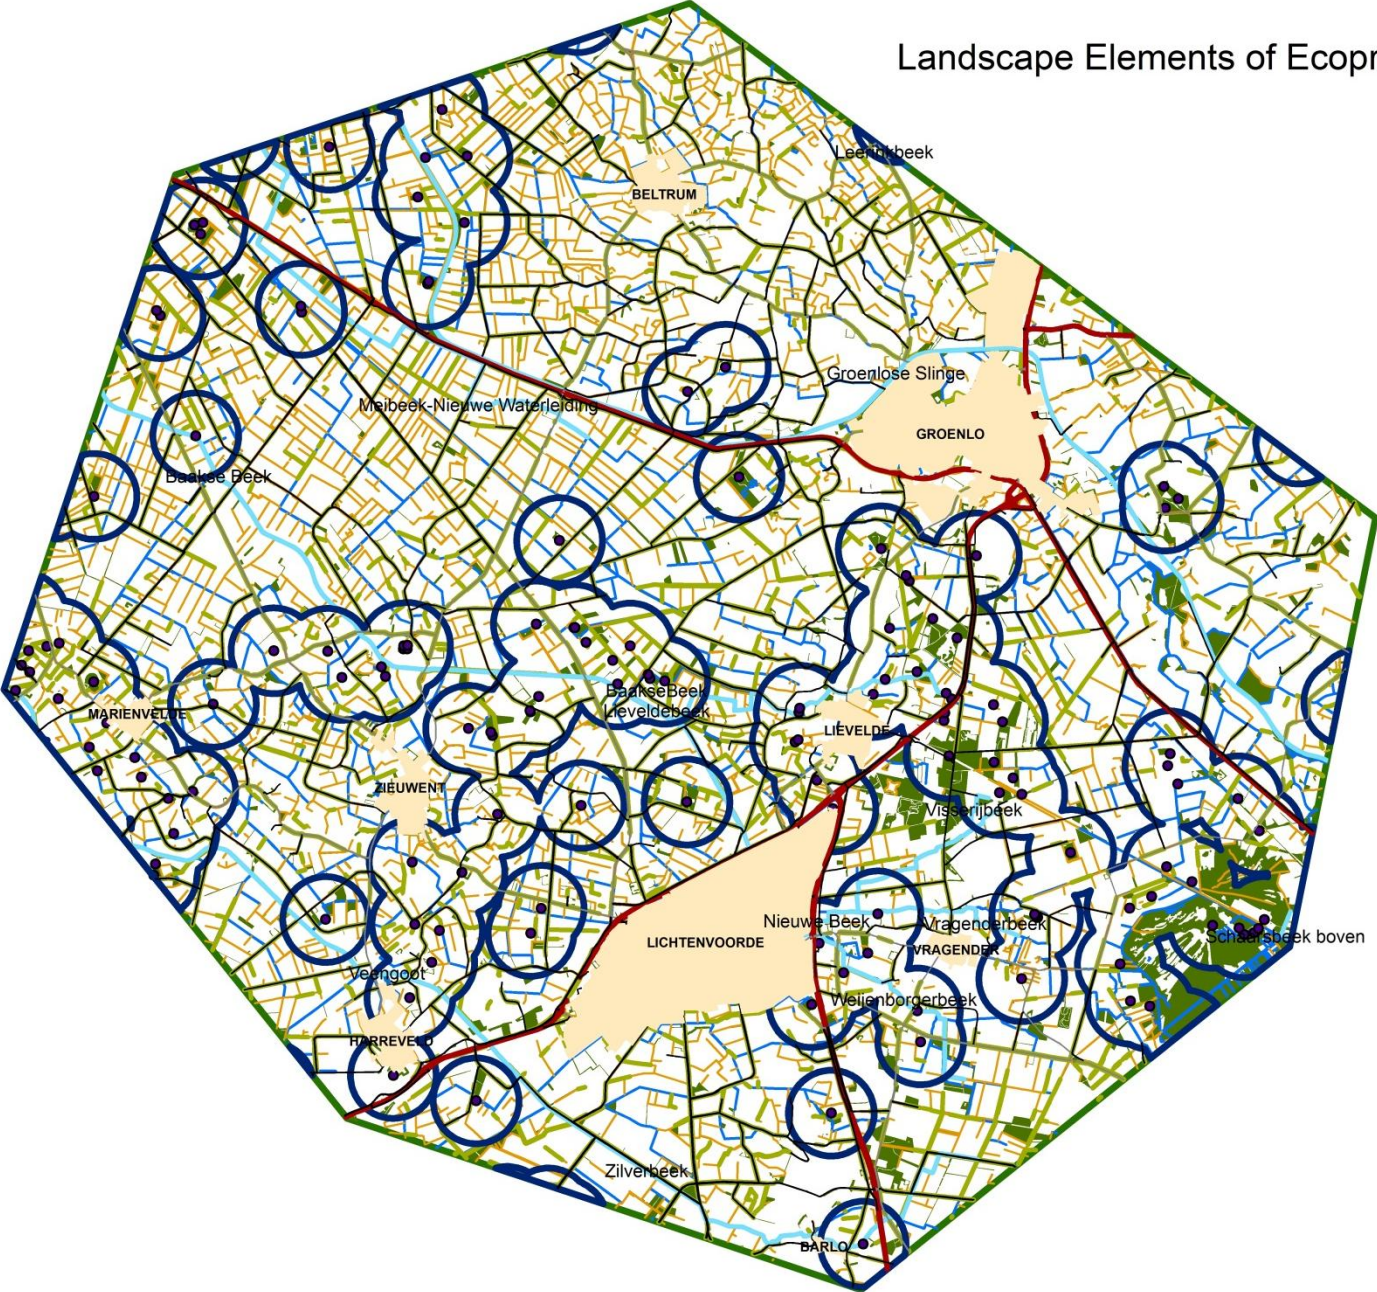 Landscape Elements of Ecopr
Leerinkbeek
BELTRUM
Groenlose Slinge
Meibeek-Nieuwe Waterleiding
GROENLO
Baakse Beek
BaakseBeek
Lieveldebeek
MARIENVELDE
LIEVELDE
ZIEUWENT
Visserijbeek
Nieuwe Beek
Vragenderbeek
Schaarsbeek boven
LICHTENVOORDE
VRAGENDER
Veengoot
Weijenborgerbeek
HARREVELD
Zilverbeek
BARLO